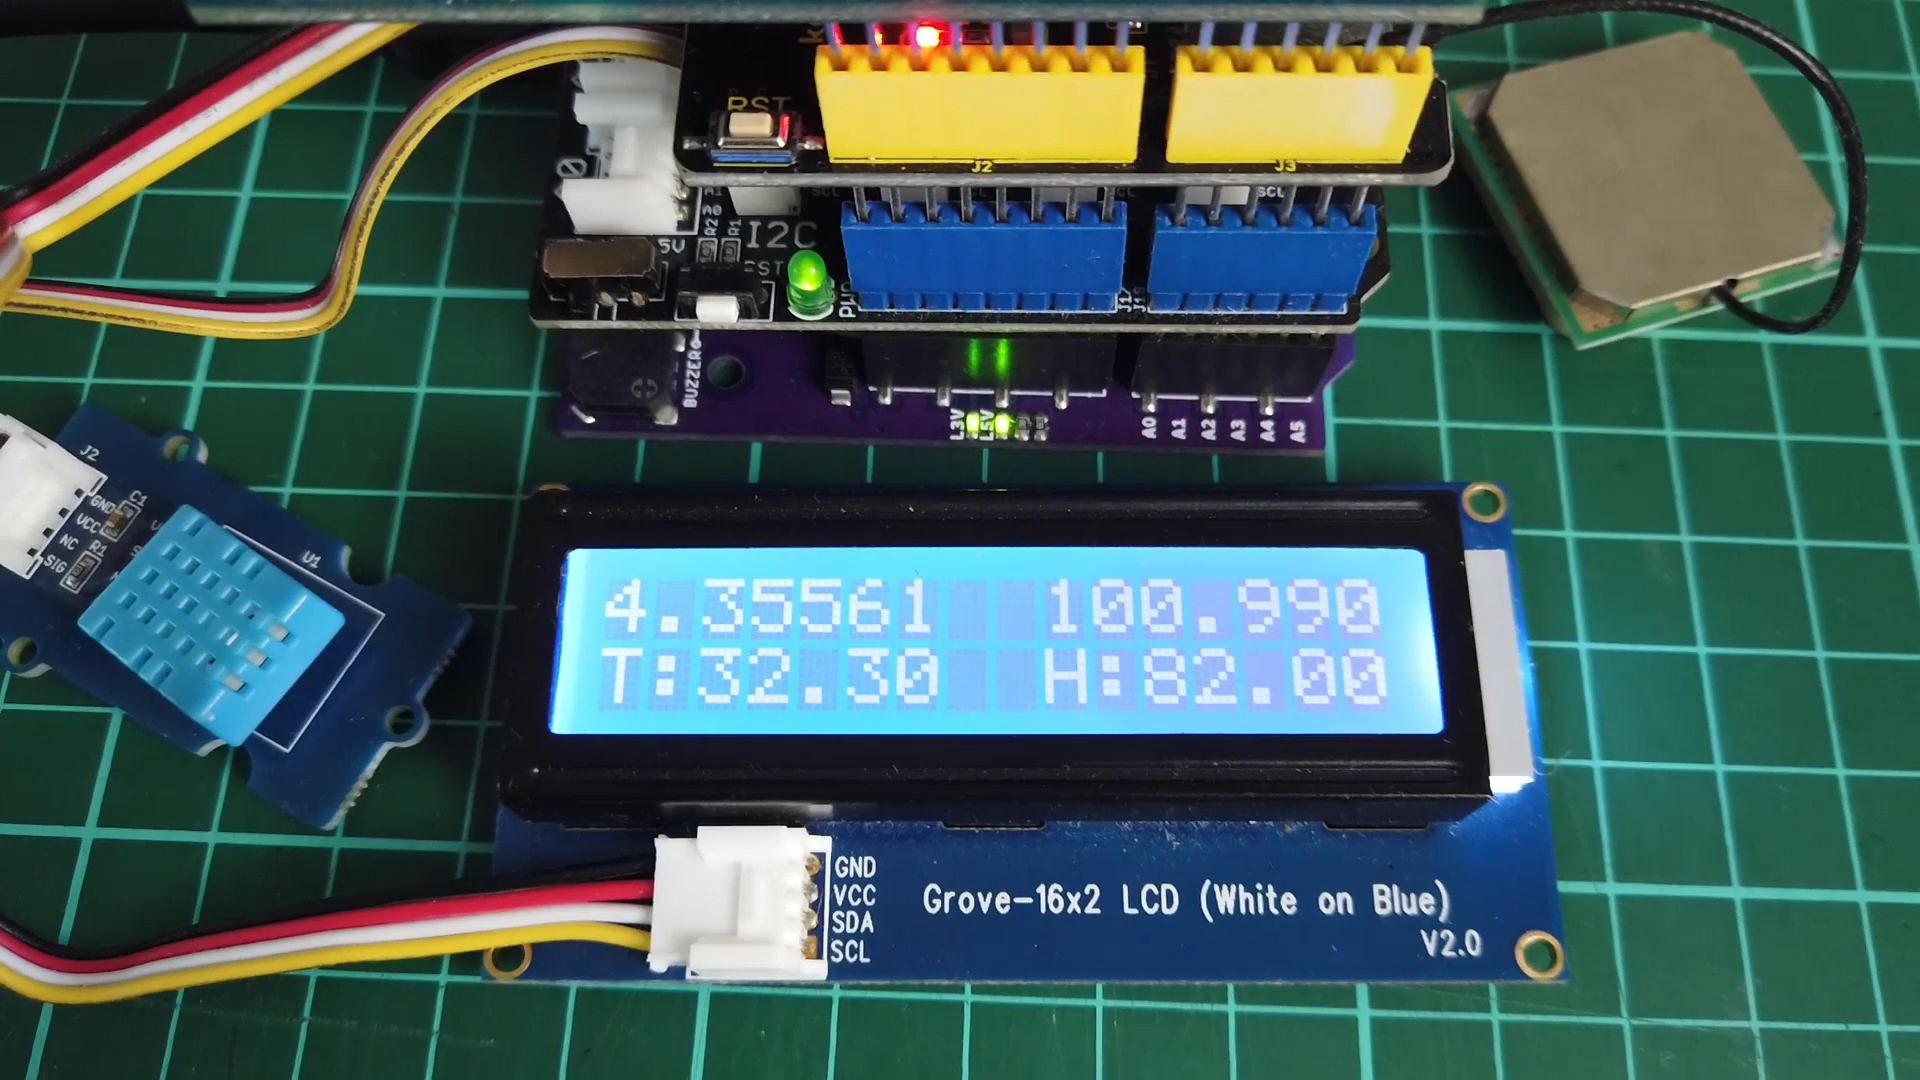 RST
J2
J3
SCL
A1
A0
R2
R1
I2C
5V
J17
BUZZER
L3V
L5V
A0
A1
A2
A3
A4
A5
J2
GND
VCC
NC
SIG
C1
R1
U1
4.35561 100.990
T:32.30 H:82.00
GND
VCC
SDA
SCL
Grove-16x2 LCD (White on Blue)
V2.0